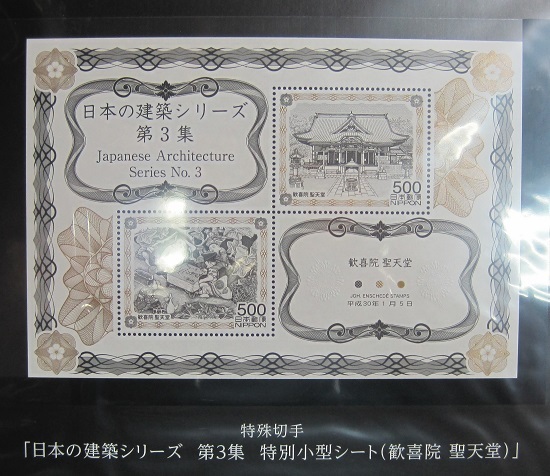 日本の建築シリーズ
第3集
Japanese Architecture
Series No. 3
歓喜院 聖天堂
500
日本郵便
NIPPON
歓喜院 聖天堂
500
日本郵便
NIPPON
歓喜院 聖天堂
JOH. ENSCHEDÉ STAMPS
平成30年1月5日
特殊切手
「日本の建築シリーズ 第3集 特別小型シート(歓喜院 聖天堂)」